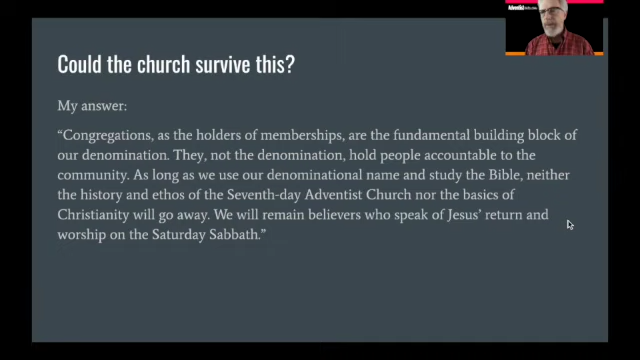 Adventist
Could the church survive this?
My answer:
“Congregations, as the holders of memberships, are the fundamental building block of
our denomination. They, not the denomination, hold people accountable to the
community. As long as we use our denominational name and study the Bible, neither
the history and ethos of the Seventh-day Adventist Church nor the basics of
Christianity will go away. We will remain believers who speak of Jesus’ return and
worship on the Saturday Sabbath.”